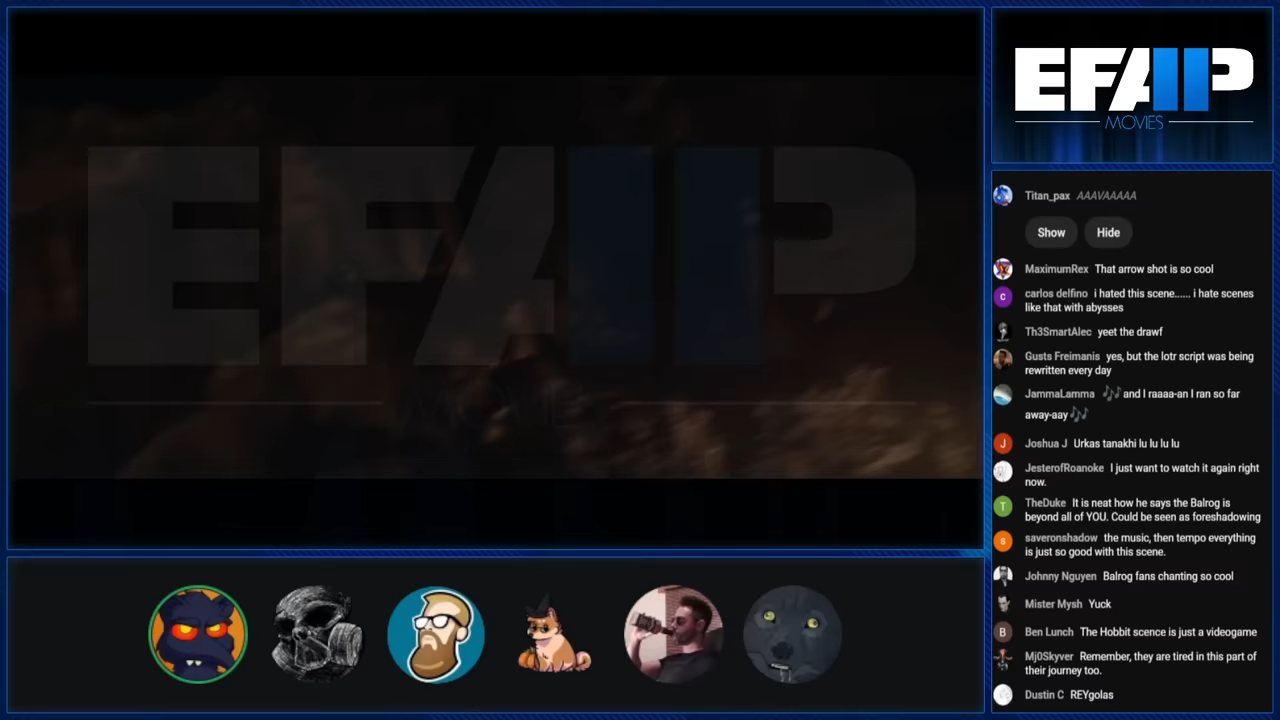 EFAP
EFAP
MOVIES
Titan_pax AAAVAAAAA
Show Hide
MaximumRex That arrow shot is so cool
carlos delfino i hated this scene...... i hate scenes
like that with abysses
Th3SmartAlec yeet the drawf
Gusts Freimanis yes, but the lotr script was being
rewritten every day
JammaLamma 🎶 and I raaaa-an I ran so far
away-aay 🎶
J Joshua J Urkas tanakhi lu lu lu lu
JesterofRoanoke I just want to watch it again right
now.
T TheDuke It is neat how he says the Balrog is
beyond all of YOU. Could be seen as foreshadowing
s saveronshadow the music, then tempo everything
is just so good with this scene.
Johnny Nguyen Balrog fans chanting so cool
Mister Mysh Yuck
B Ben Lunch The Hobbit scence is just a videogame
Mj0Skyver Remember, they are tired in this part of
their journey too.
Dustin C REYgolas